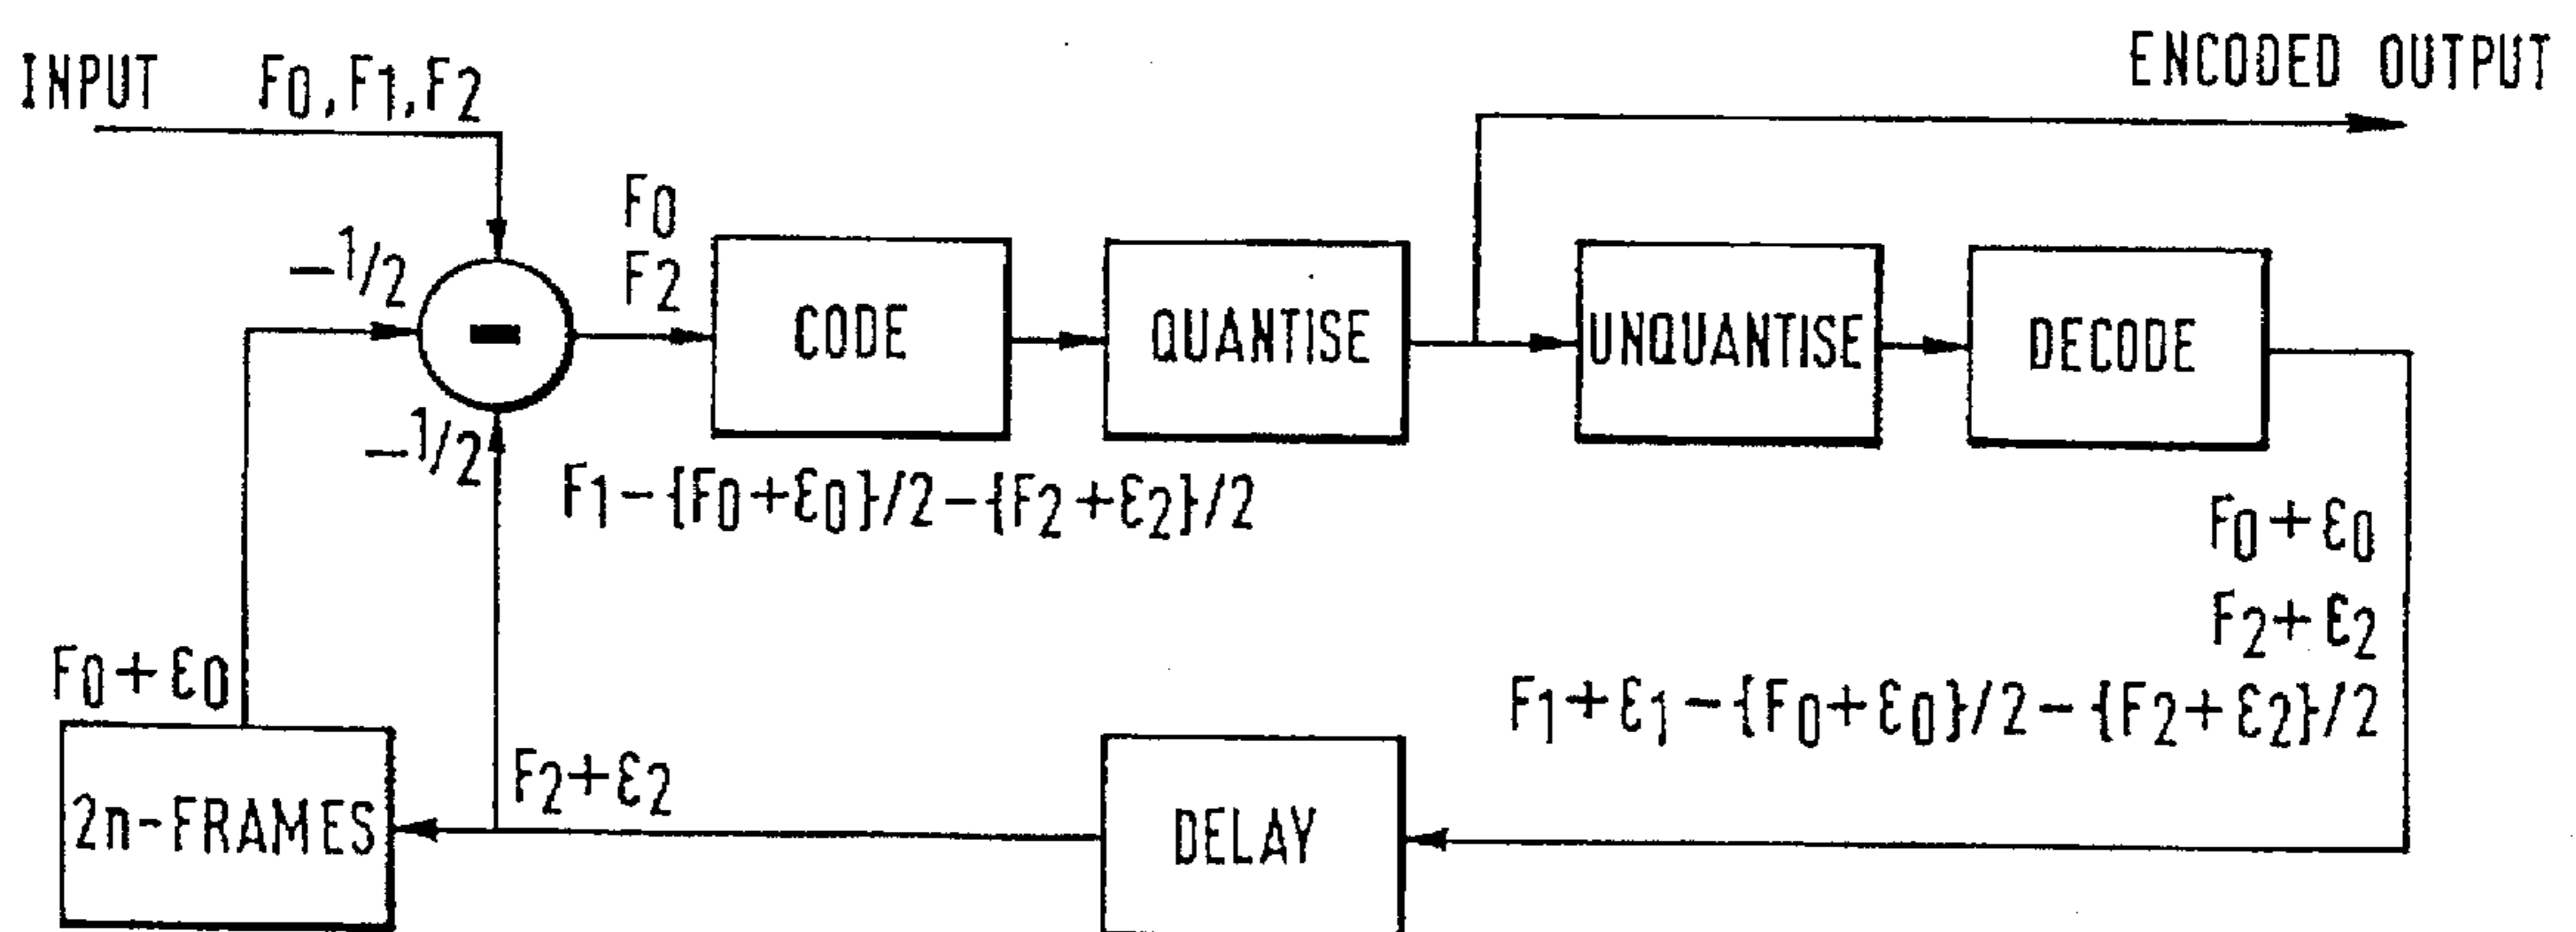 INPUT F0,F1,F2
ENCODED OUTPUT
-1/2
F0
F2
-
CODE
QUANTISE
UNQUANTISE
DECODE
-1/2
F1-{F0+ε0}/2-{F2+ε2}/2
F0+ε0
F2+ε2
F1+ε1-{F0+ε0}/2-{F2+ε2}/2
F0+ε0
2n-FRAMES
F2+ε2
DELAY